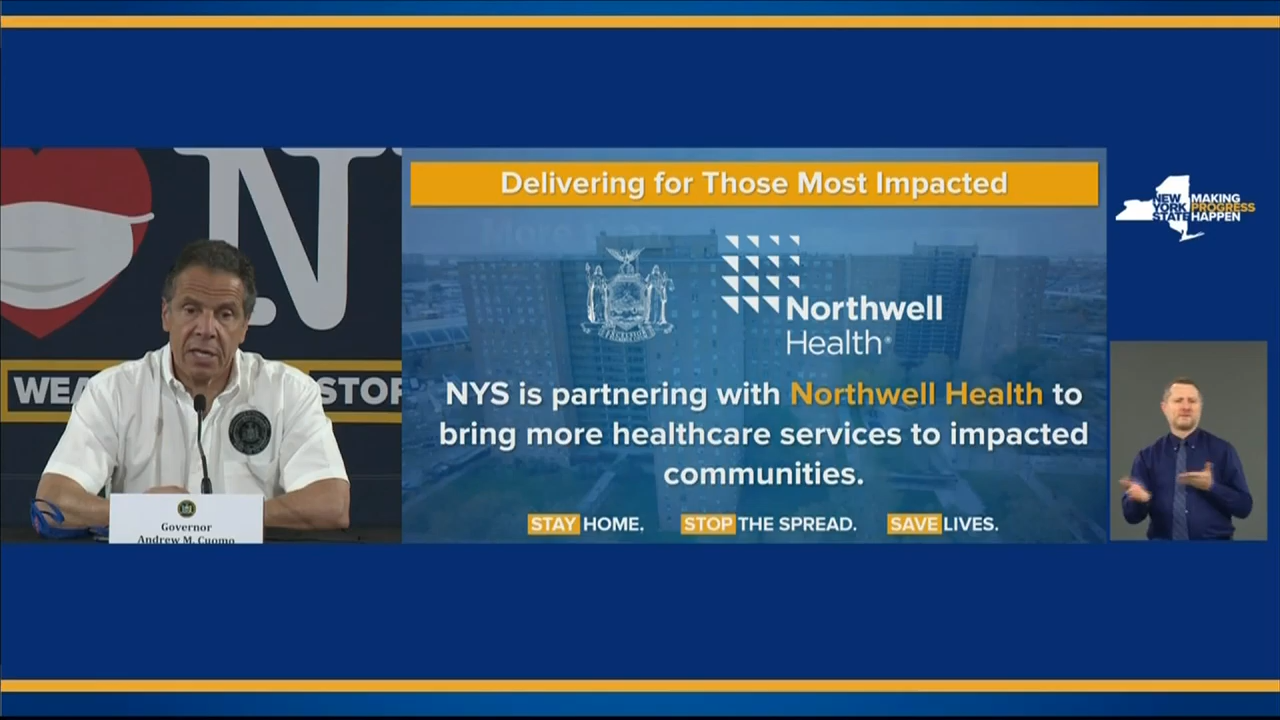 N
WEA
STOP
Governor
Andrew M. Cuomo
Delivering for Those Most Impacted
Northwell
Health
NYS is partnering with Northwell Health to
bring more healthcare services to impacted
communities.
STAY HOME. STOP THE SPREAD. SAVE LIVES.
NEW YORK STATE
MAKING
PROGRESS
HAPPEN